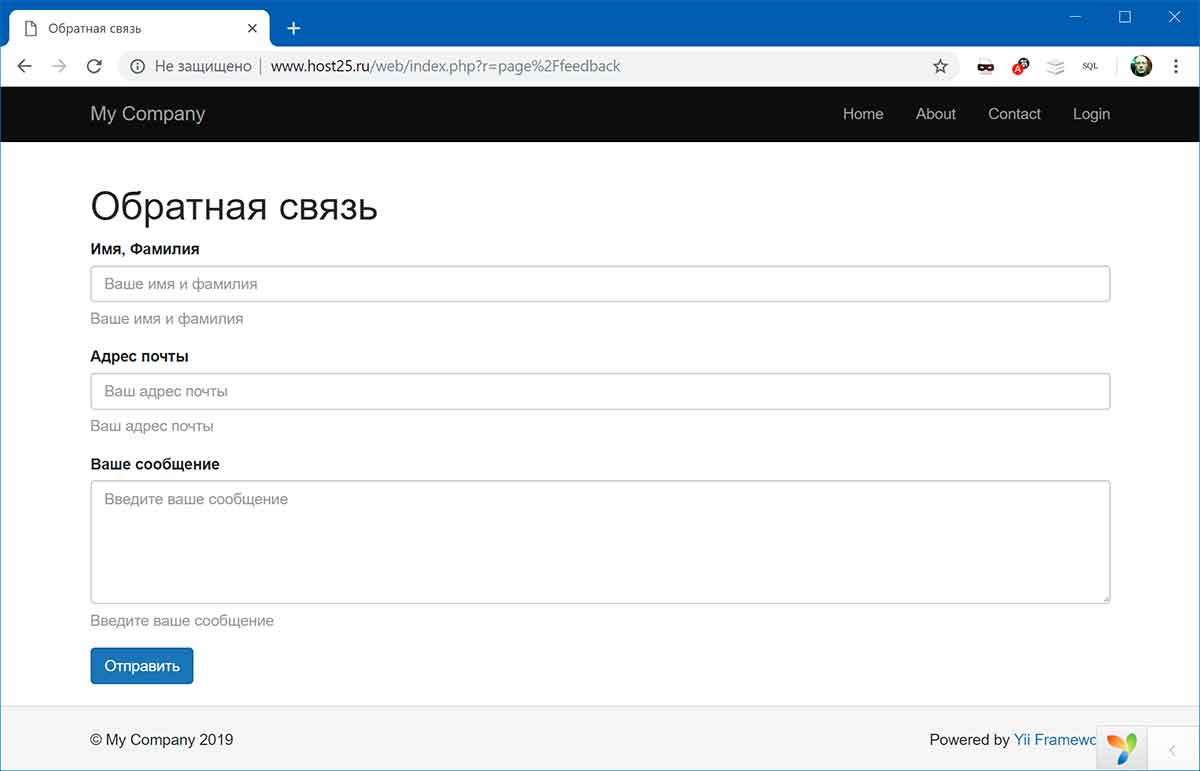 Обратная связь
Не защищено | www.host25.ru/web/index.php?r=page%2Ffeedback
SQL
My Company Home About Contact Login
Обратная связь
Имя, Фамилия
Ваше имя и фамилия
Ваше имя и фамилия
Адрес почты
Ваш адрес почты
Ваш адрес почты
Ваше сообщение
Введите ваше сообщение
Введите ваше сообщение
Отправить
© My Company 2019 Powered by Yii Framewo